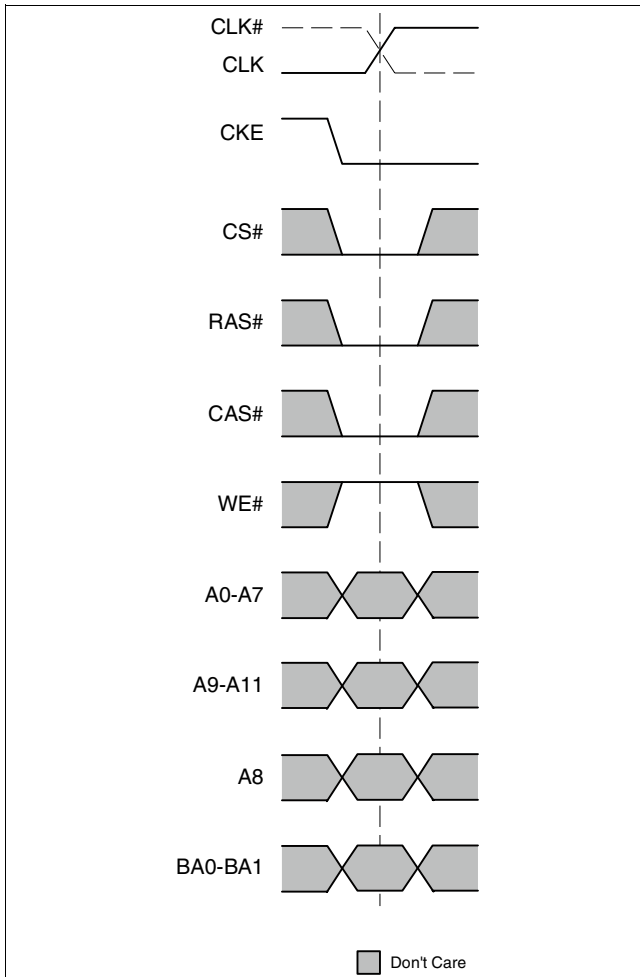 CLK#
CLK
CKE
CS#
RAS#
CAS#
WE#
A0-A7
A9-A11
A8
BA0-BA1
Don't Care